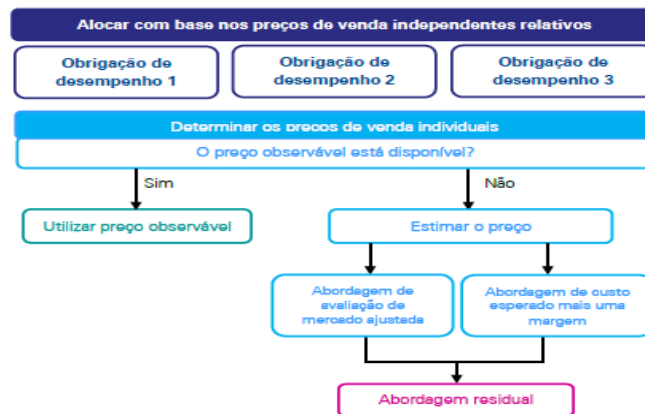 Alocar com base nos preços de venda independentes relativos
Obrigação de
desempenho 1
Obrigação de
desempenho 2
Obrigação de
desempenho 3
Determinar os preços de venda individuais
O preço observável está disponível?
Sim
Não
Utilizar preço observável
Estimar o preço
Abordagem de
avaliação de
mercado ajustada
Abordagem de custo
esperado mais uma
margem
Abordagem residual